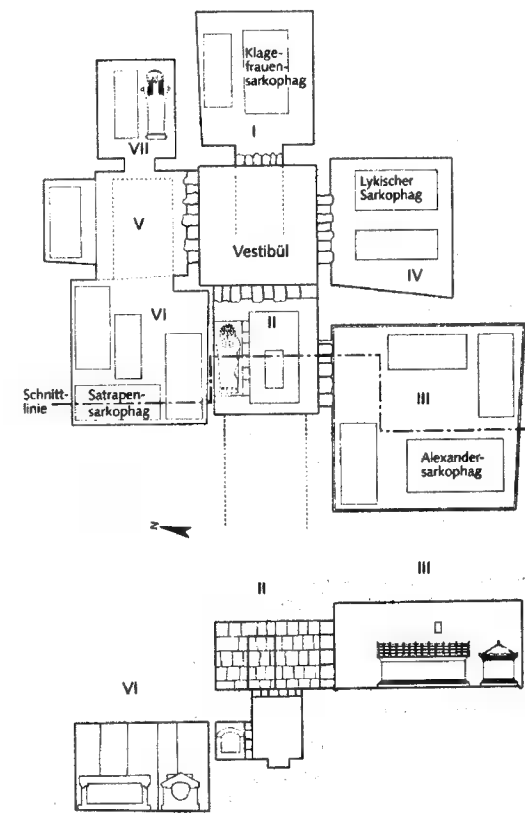 Klage-
frauen-
sarkophag
I
VII
Lykischer
Sarkophag
V
Vestibül
IV
VI
II
Schnitt-
linie
Satrapen-
sarkophag
III
Alexander-
sarkophag
N
III
II
VI